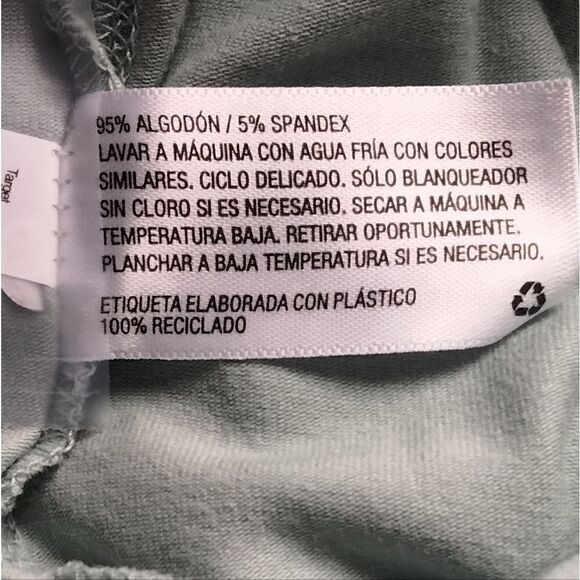 95% ALGODÓN / 5% SPANDEX
LAVAR A MÁQUINA CON AGUA FRÍA CON COLORES
SIMILARES. CICLO DELICADO. SÓLO BLANQUEADOR
SIN CLORO SI ES NECESARIO. SECAR A MÁQUINA A
TEMPERATURA BAJA. RETIRAR OPORTUNAMENTE.
PLANCHAR A BAJA TEMPERATURA SI ES NECESARIO.
ETIQUETA ELABORADA CON PLÁSTICO
100% RECICLADO
Target